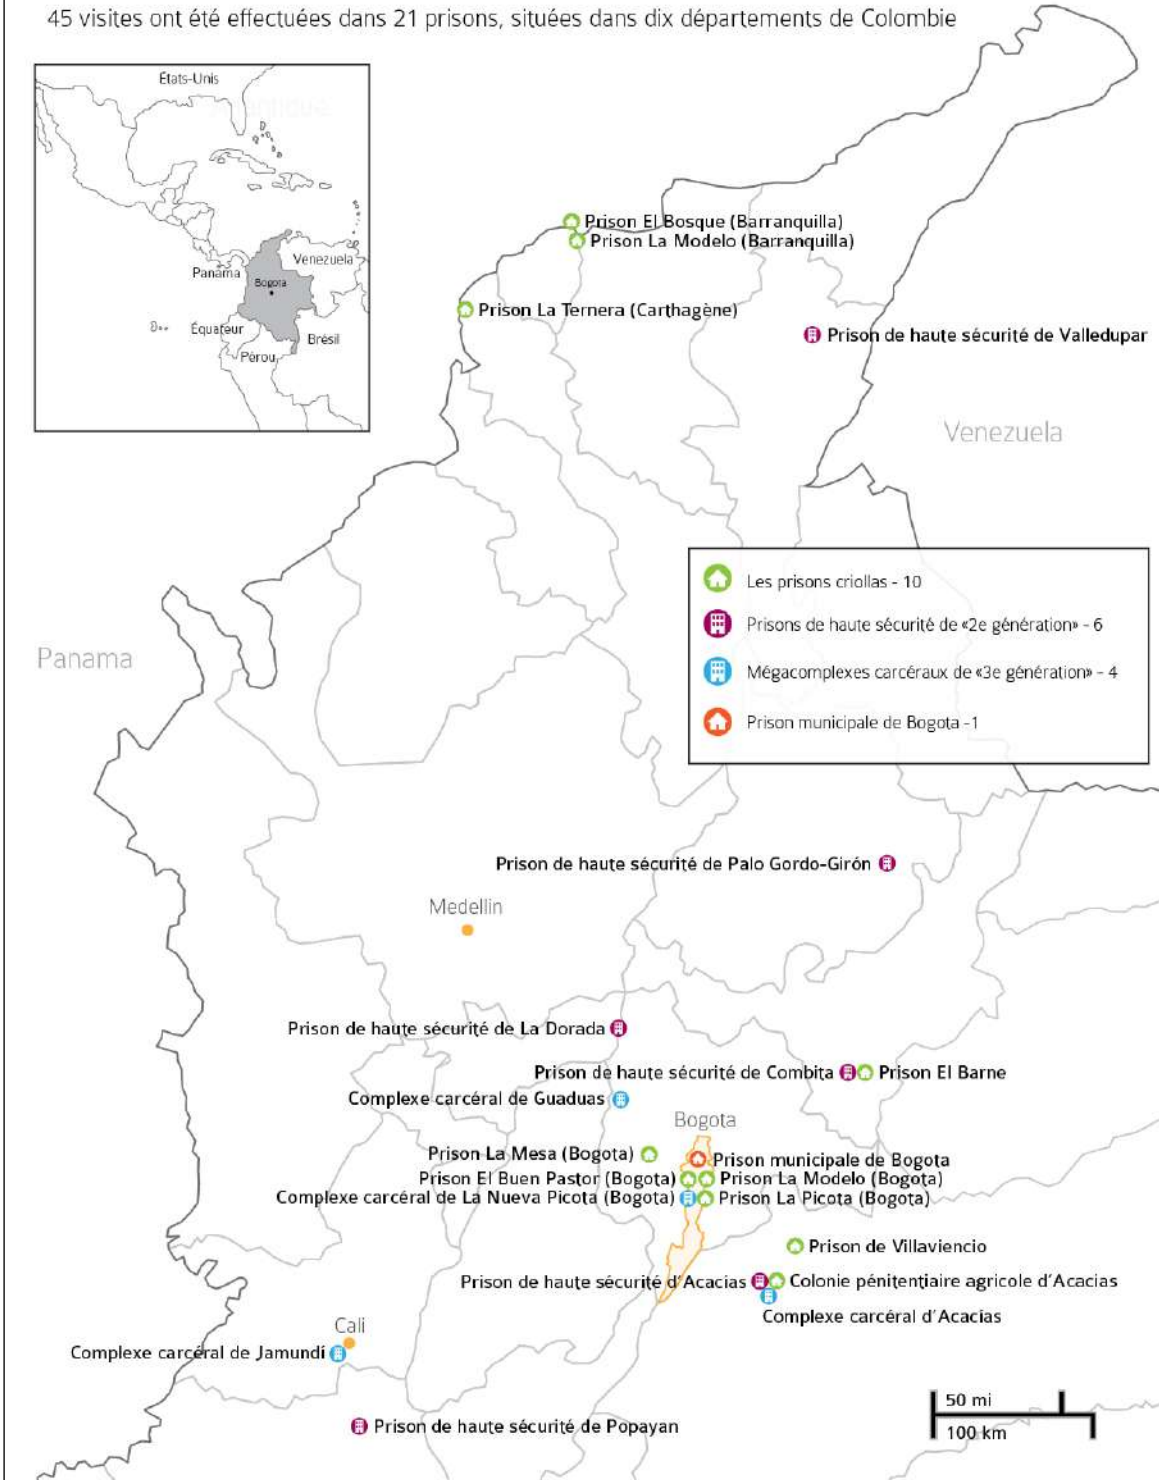 45 visites ont été effectuées dans 21 prisons, situées dans dix départements de Colombie
États-Unis
Panama
Venezuela
Bogota
Équateur
Brésil
Pérou
Prison El Bosque (Barranquilla)
Prison La Modelo (Barranquilla)
Prison La Ternera (Carthagène)
Prison de haute sécurité de Valledupar
Venezuela
Les prisons criollas - 10
Prisons de haute sécurité de «2e génération» - 6
Mégacomplexes carcéraux de «3e génération» - 4
Prison municipale de Bogota -1
Panama
Prison de haute sécurité de Palo Gordo-Girón
Medellin
Prison de haute sécurité de La Dorada
Prison de haute sécurité de Combita
Prison El Barne
Complexe carcéral de Guaduas
Bogota
Prison La Mesa (Bogota)
Prison municipale de Bogota
Prison El Buen Pastor (Bogota)
Prison La Modelo (Bogota)
Complexe carcéral de La Nueva Picota (Bogota)
Prison La Picota (Bogota)
Prison de Villaviencio
Prison de haute sécurité d'Acacias
Colonie pénitentiaire agricole d'Acacias
Complexe carcéral d'Acacias
Cali
Complexe carcéral de Jamundí
Prison de haute sécurité de Popayan
50 mi
100 km